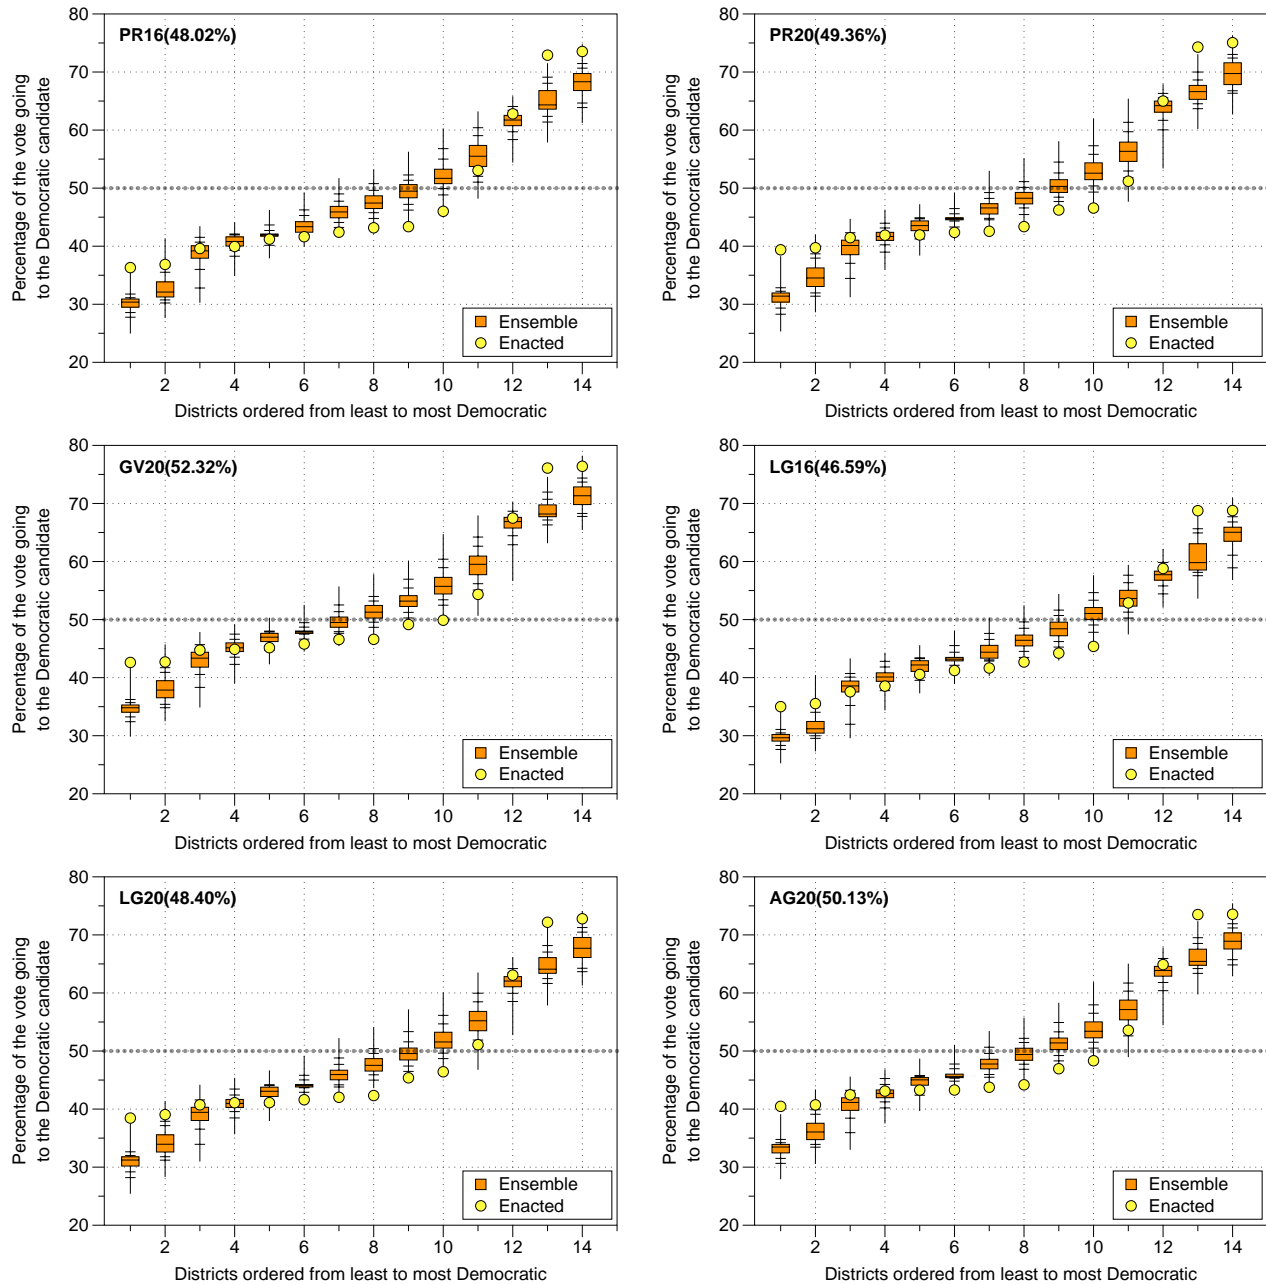 PR16(48.02%)
Percentage of the vote going
to the Democratic candidate
80
70
60
50
40
30
20
Ensemble
Enacted
2 4 6 8 10 12 14
Districts ordered from least to most Democratic
PR20(49.36%)
Percentage of the vote going
to the Democratic candidate
80
70
60
50
40
30
20
Ensemble
Enacted
2 4 6 8 10 12 14
Districts ordered from least to most Democratic
GV20(52.32%)
Percentage of the vote going
to the Democratic candidate
80
70
60
50
40
30
20
Ensemble
Enacted
2 4 6 8 10 12 14
Districts ordered from least to most Democratic
LG16(46.59%)
Percentage of the vote going
to the Democratic candidate
80
70
60
50
40
30
20
Ensemble
Enacted
2 4 6 8 10 12 14
Districts ordered from least to most Democratic
LG20(48.40%)
Percentage of the vote going
to the Democratic candidate
80
70
60
50
40
30
20
Ensemble
Enacted
2 4 6 8 10 12 14
Districts ordered from least to most Democratic
AG20(50.13%)
Percentage of the vote going
to the Democratic candidate
80
70
60
50
40
30
20
Ensemble
Enacted
2 4 6 8 10 12 14
Districts ordered from least to most Democratic